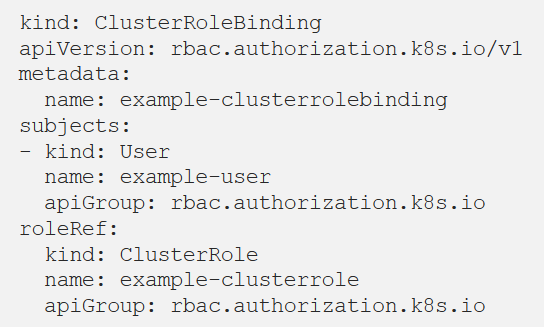 kind: ClusterRoleBinding
apiVersion: rbac.authorization.k8s.io/v1
metadata:
  name: example-clusterrolebinding
subjects:
- kind: User
  name: example-user
  apiGroup: rbac.authorization.k8s.io
roleRef:
  kind: ClusterRole
  name: example-clusterrole
  apiGroup: rbac.authorization.k8s.io